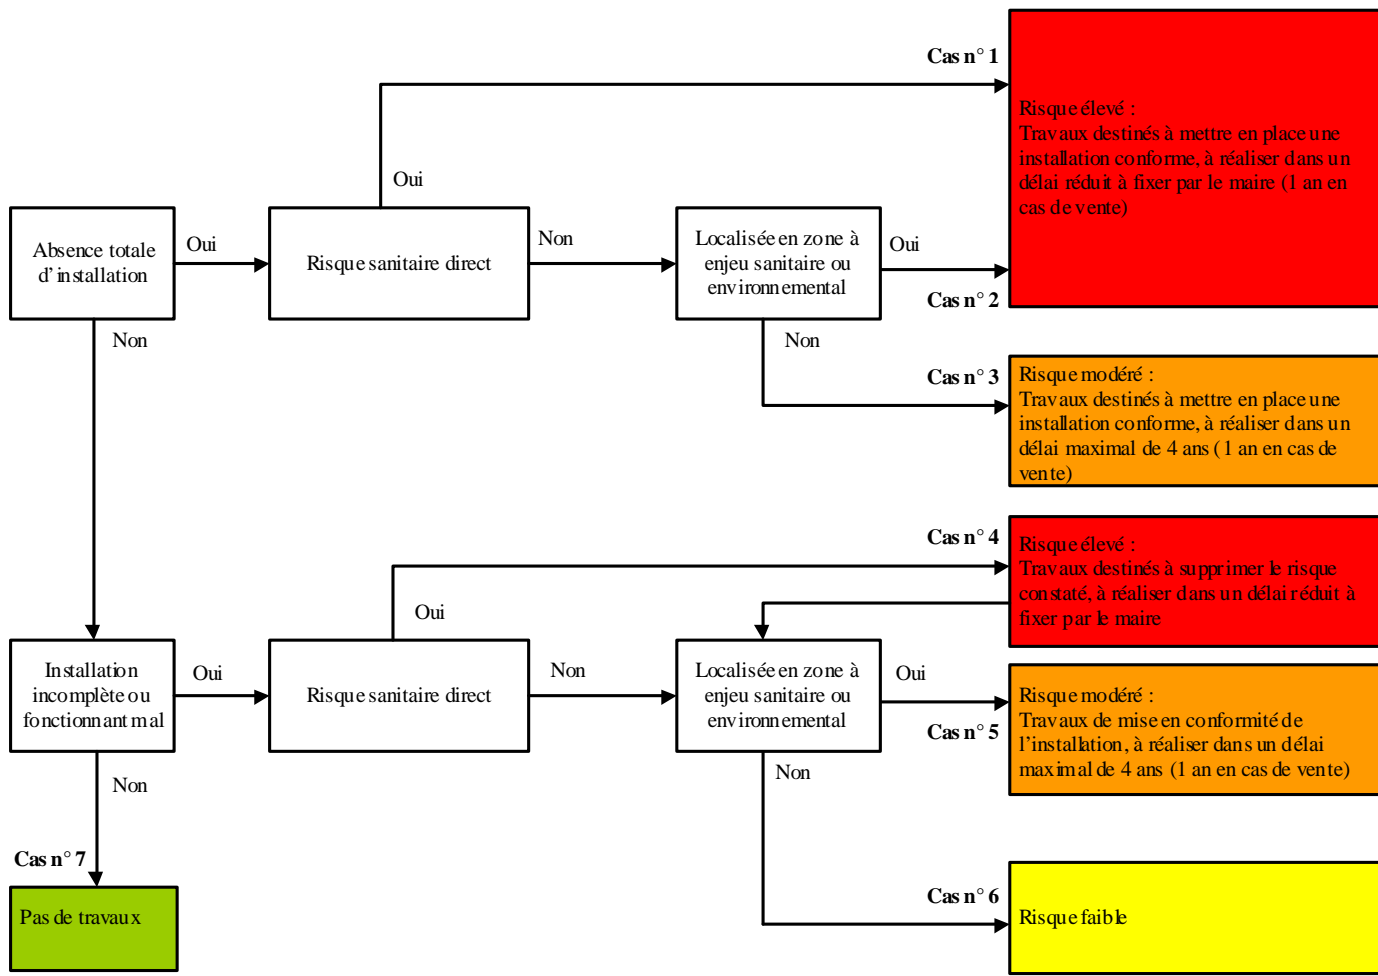 Cas n° 1
Risque élevé :
Travaux destinés à mettre en place une
installation conforme, à réaliser dans un
délai réduit à fixer par le maire (1 an en
cas de vente)
Oui
Absence totale
d’installation
Oui
Risque sanitaire direct
Non
Localisée en zone à
enjeu sanitaire ou
environnemental
Oui
Cas n° 2
Non
Non
Cas n° 3
Risque modéré :
Travaux destinés à mettre en place une
installation conforme, à réaliser dans un
délai maximal de 4 ans (1 an en cas de
vente)
Cas n° 4
Risque élevé :
Travaux destinés à supprimer le risque
constaté, à réaliser dans un délai réduit à
fixer par le maire
Oui
Installation
incomplète ou
fonctionnant mal
Oui
Risque sanitaire direct
Non
Localisée en zone à
enjeu sanitaire ou
environnemental
Oui
Cas n° 5
Risque modéré :
Travaux de mise en conformité de
l’installation, à réaliser dans un délai
maximal de 4 ans (1 an en cas de vente)
Non
Non
Cas n° 7
Pas de travaux
Cas n° 6
Risque faible